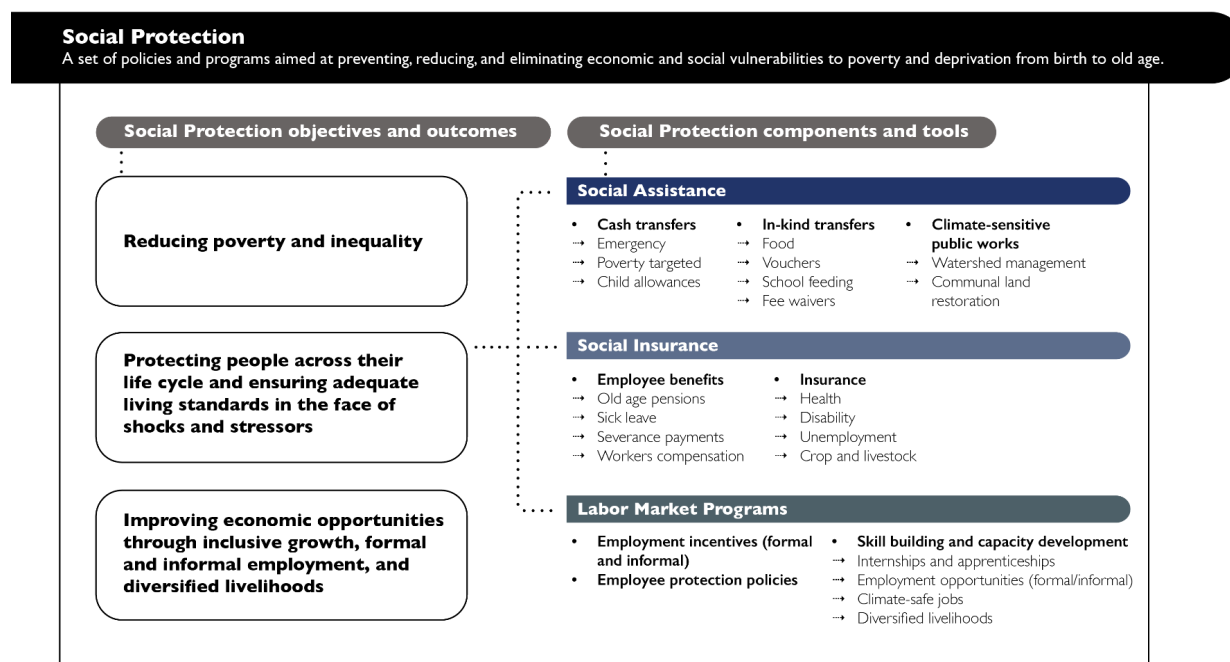 Social Protection
A set of policies and programs aimed at preventing, reducing, and eliminating economic and social vulnerabilities to poverty and deprivation from birth to old age.
Social Protection objectives and outcomes
Reducing poverty and inequality
Protecting people across their
life cycle and ensuring adequate
living standards in the face of
shocks and stressors
Improving economic opportunities
through inclusive growth, formal
and informal employment, and
diversified livelihoods
Social Protection components and tools
Social Assistance
• Cash transfers
⇢ Emergency
⇢ Poverty targeted
⇢ Child allowances
• In-kind transfers
⇢ Food
⇢ Vouchers
⇢ School feeding
⇢ Fee waivers
• Climate-sensitive
public works
⇢ Watershed management
⇢ Communal land
restoration
Social Insurance
• Employee benefits
⇢ Old age pensions
⇢ Sick leave
⇢ Severance payments
⇢ Workers compensation
• Insurance
⇢ Health
⇢ Disability
⇢ Unemployment
⇢ Crop and livestock
Labor Market Programs
• Employment incentives (formal
and informal)
• Employee protection policies
• Skill building and capacity development
⇢ Internships and apprenticeships
⇢ Employment opportunities (formal/informal)
⇢ Climate-safe jobs
⇢ Diversified livelihoods